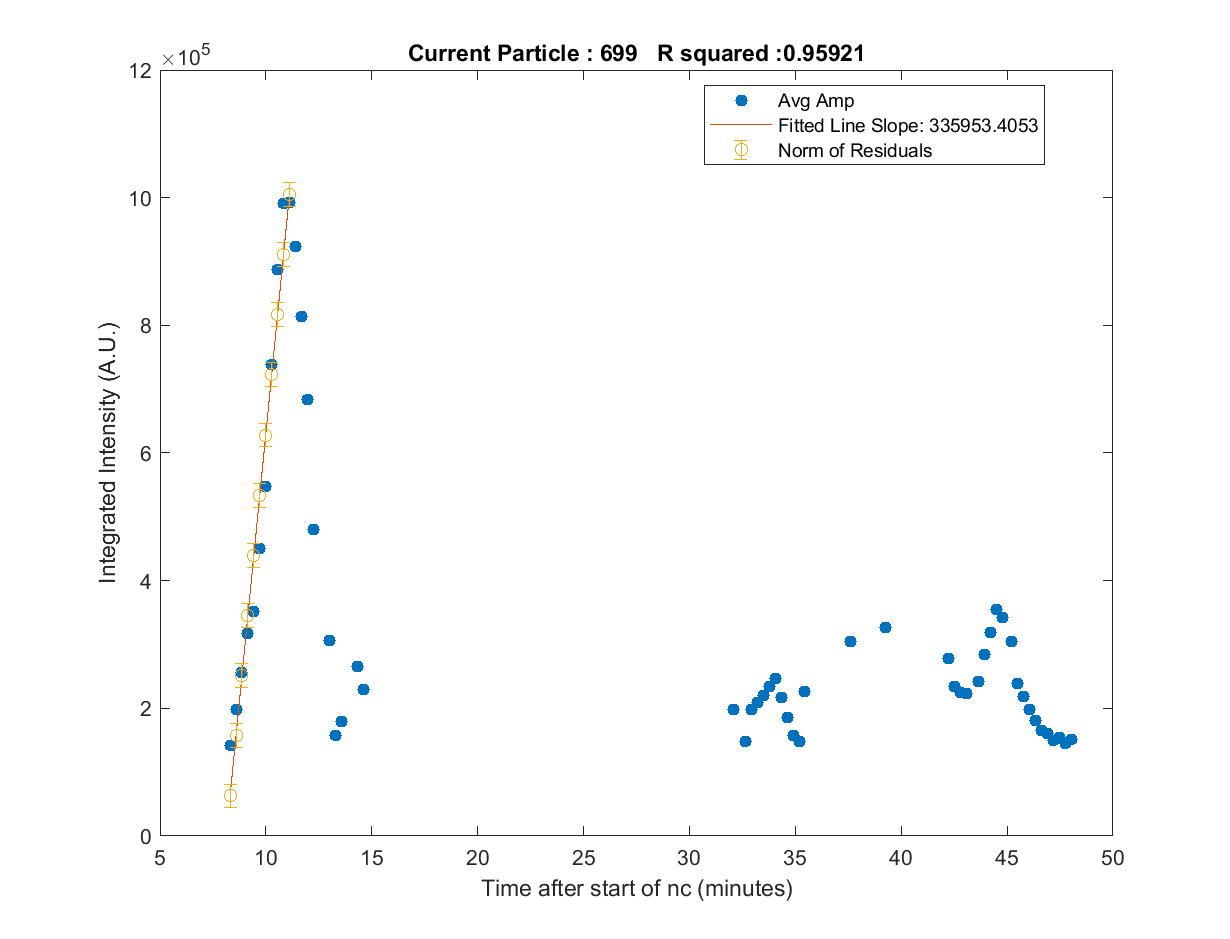 Current Particle : 699   R squared :0.95921
×10^5
Avg Amp
Fitted Line Slope: 335953.4053
Norm of Residuals
12
10
8
6
4
2
0
Integrated Intensity (A.U.)
5 10 15 20 25 30 35 40 45 50
Time after start of nc (minutes)